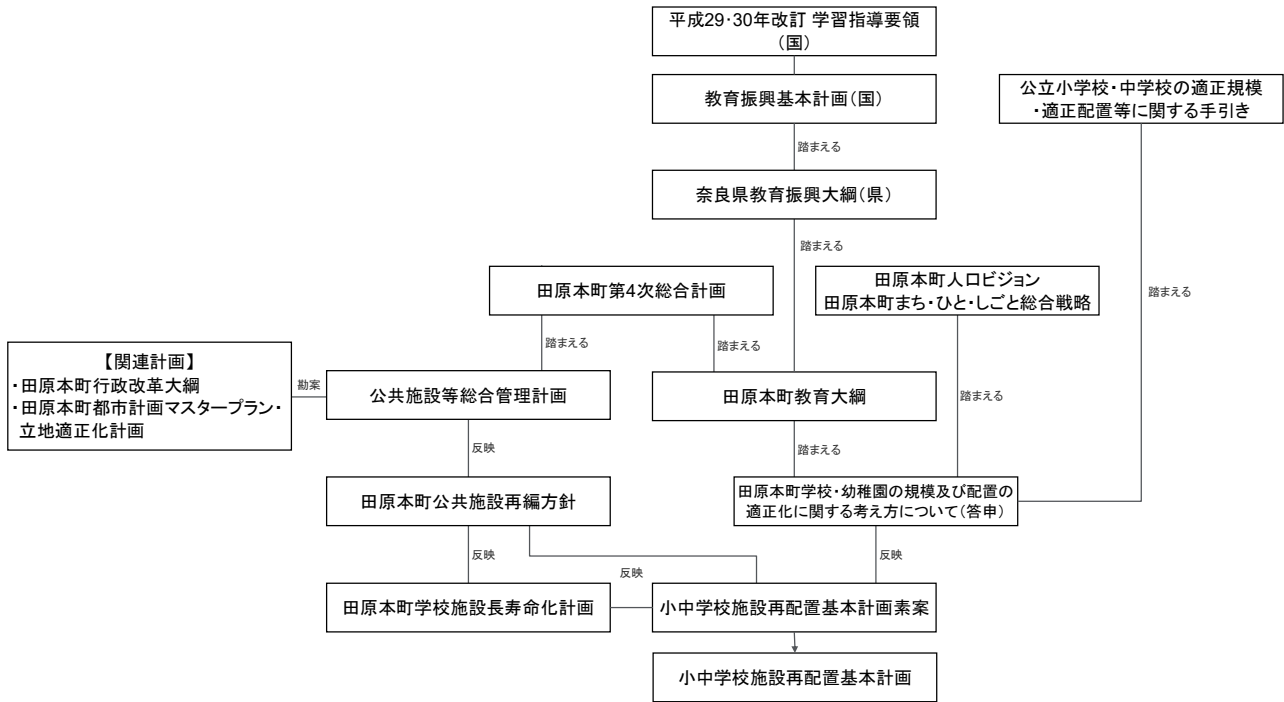 平成29･30年改訂 学習指導要領
（国）
教育振興基本計画（国）
公立小学校・中学校の適正規模
・適正配置等に関する手引き
踏まえる
奈良県教育振興大綱（県）
踏まえる
田原本町第4次総合計画
田原本町人口ビジョン
田原本町まち・ひと・しごと総合戦略
踏まえる
踏まえる
踏まえる
【関連計画】
・田原本町行政改革大綱
・田原本町都市計画マスタープラン・
立地適正化計画
勘案
公共施設等総合管理計画
田原本町教育大綱
踏まえる
反映
踏まえる
田原本町公共施設再編方針
田原本町学校・幼稚園の規模及び配置の
適正化に関する考え方について（答申）
反映
反映
反映
田原本町学校施設長寿命化計画
小中学校施設再配置基本計画素案
小中学校施設再配置基本計画